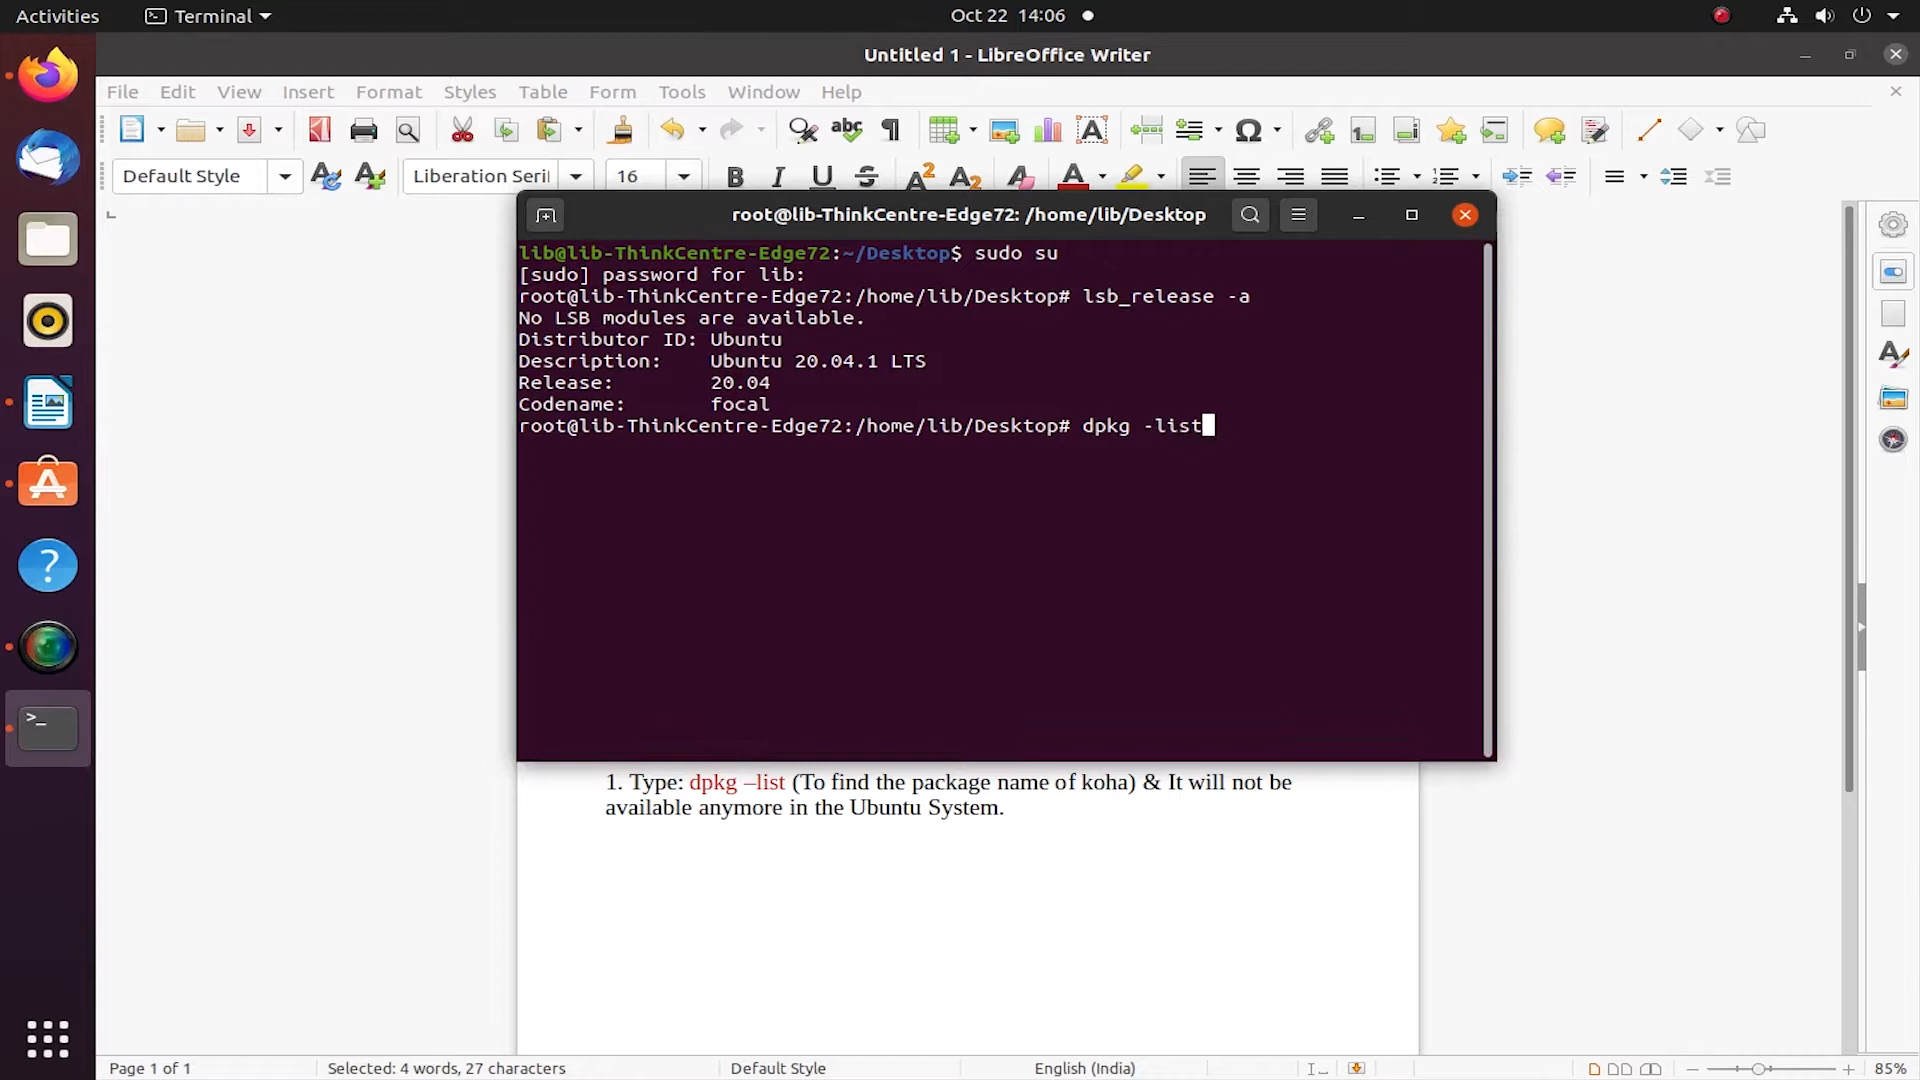 Activities
Terminal
Oct 22 14:06
Untitled 1 - LibreOffice Writer
File Edit View Insert Format Styles Table Form Tools Window Help
Default Style
Liberation Seri
16
root@lib-ThinkCentre-Edge72: /home/lib/Desktop
lib@lib-ThinkCentre-Edge72:~/Desktop$ sudo su
[sudo] password for lib:
root@lib-ThinkCentre-Edge72:/home/lib/Desktop# lsb_release -a
No LSB modules are available.
Distributor ID: Ubuntu
Description: Ubuntu 20.04.1 LTS
Release: 20.04
Codename: focal
root@lib-ThinkCentre-Edge72:/home/lib/Desktop# dpkg -list
1. Type: dpkg –list (To find the package name of koha) & It will not be
available anymore in the Ubuntu System.
Page 1 of 1
Selected: 4 words, 27 characters
Default Style
English (India)
85%